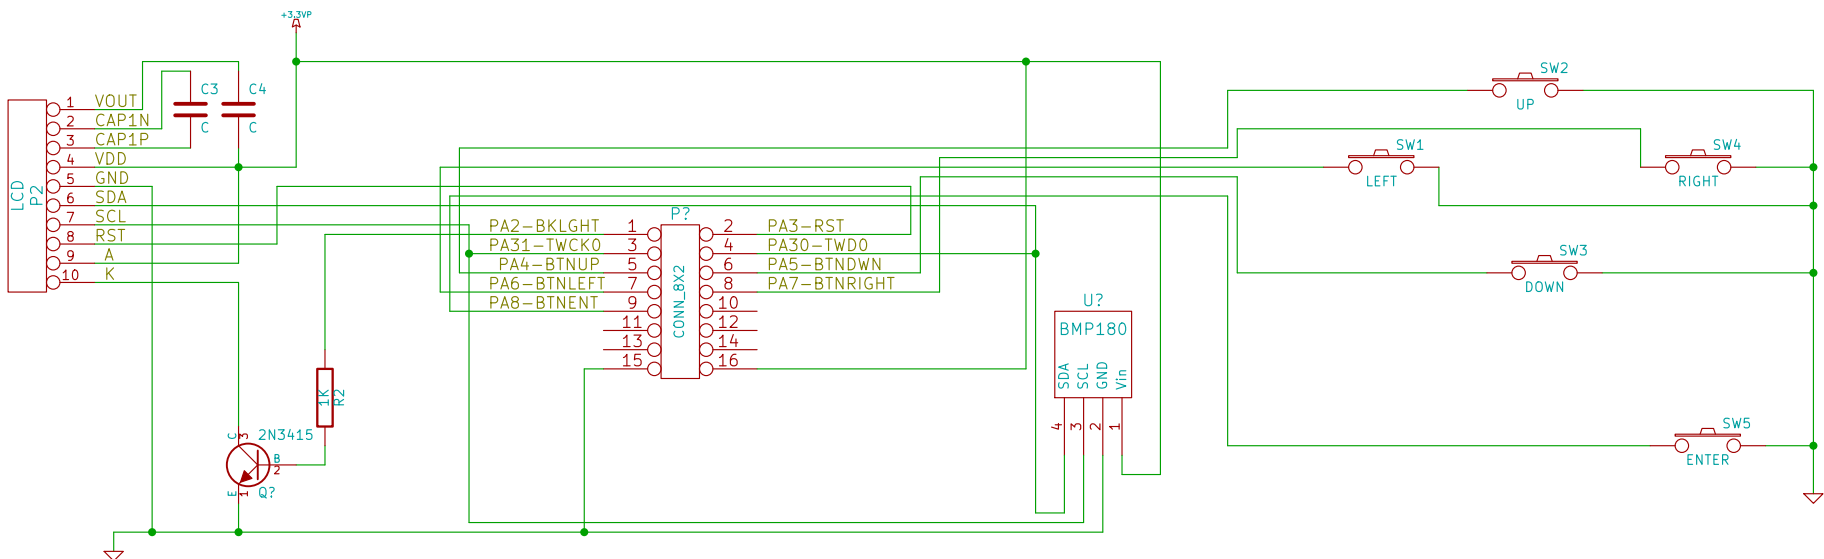 +3.3VP
LCD
P2
1 VOUT
2 CAP1N
3 CAP1P
4 VDD
5 GND
6 SDA
7 SCL
8 RST
9 A
10 K
C3
C
C4
C
P?
CONN_8X2
PA2-BKLGHT 1
2 PA3-RST
PA31-TWCK0 3
4 PA30-TWD0
PA4-BTNUP 5
6 PA5-BTNDWN
PA6-BTNLEFT 7
8 PA7-BTNRIGHT
PA8-BTNENT 9
10
11
12
13
14
15
16
1K
R2
2N3415
C
3
B
2
E
1
Q?
U?
BMP180
SDA
SCL
GND
Vin
4
3
2
1
SW2
UP
SW1
LEFT
SW4
RIGHT
SW3
DOWN
SW5
ENTER